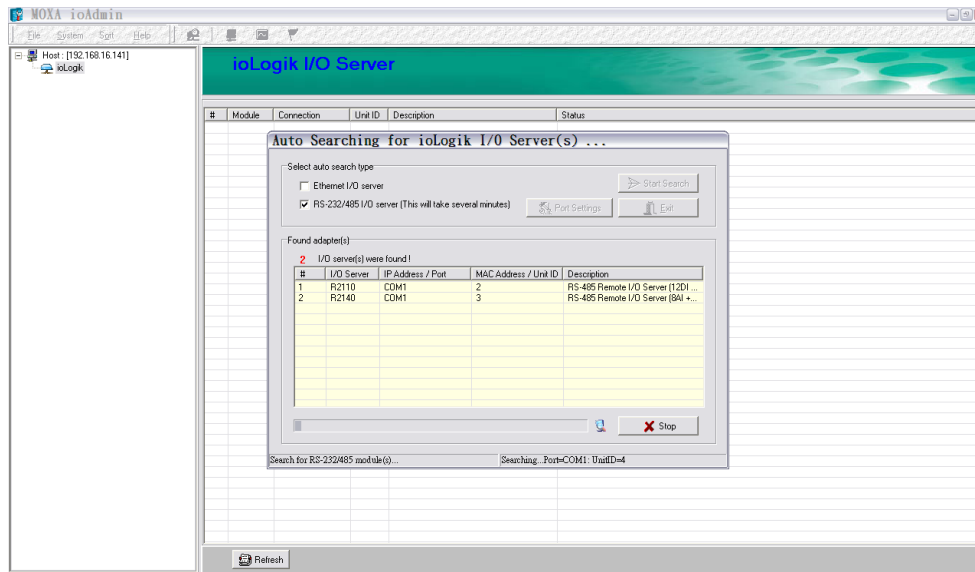 MOXA ioAdmin
File System Sort Help
Host : [192.168.16.141]
ioLogik
ioLogik I/O Server
# Module Connection Unit ID Description Status
Auto Searching for ioLogik I/O Server(s) ...
Select auto search type
Ethernet I/O server
Start Search
RS-232/485 I/O server (This will take several minutes)
Port Settings
Exit
Found adapter(s)
2 I/O server(s) were found !
# I/O Server IP Address / Port MAC Address / Unit ID Description
1 R2110 COM1 2 RS-485 Remote I/O Server (12DI ...
2 R2140 COM1 3 RS-485 Remote I/O Server (8AI + ...
Stop
Search for RS-232/485 module(s)... Searching...Port=COM1: UnitID=4
Refresh